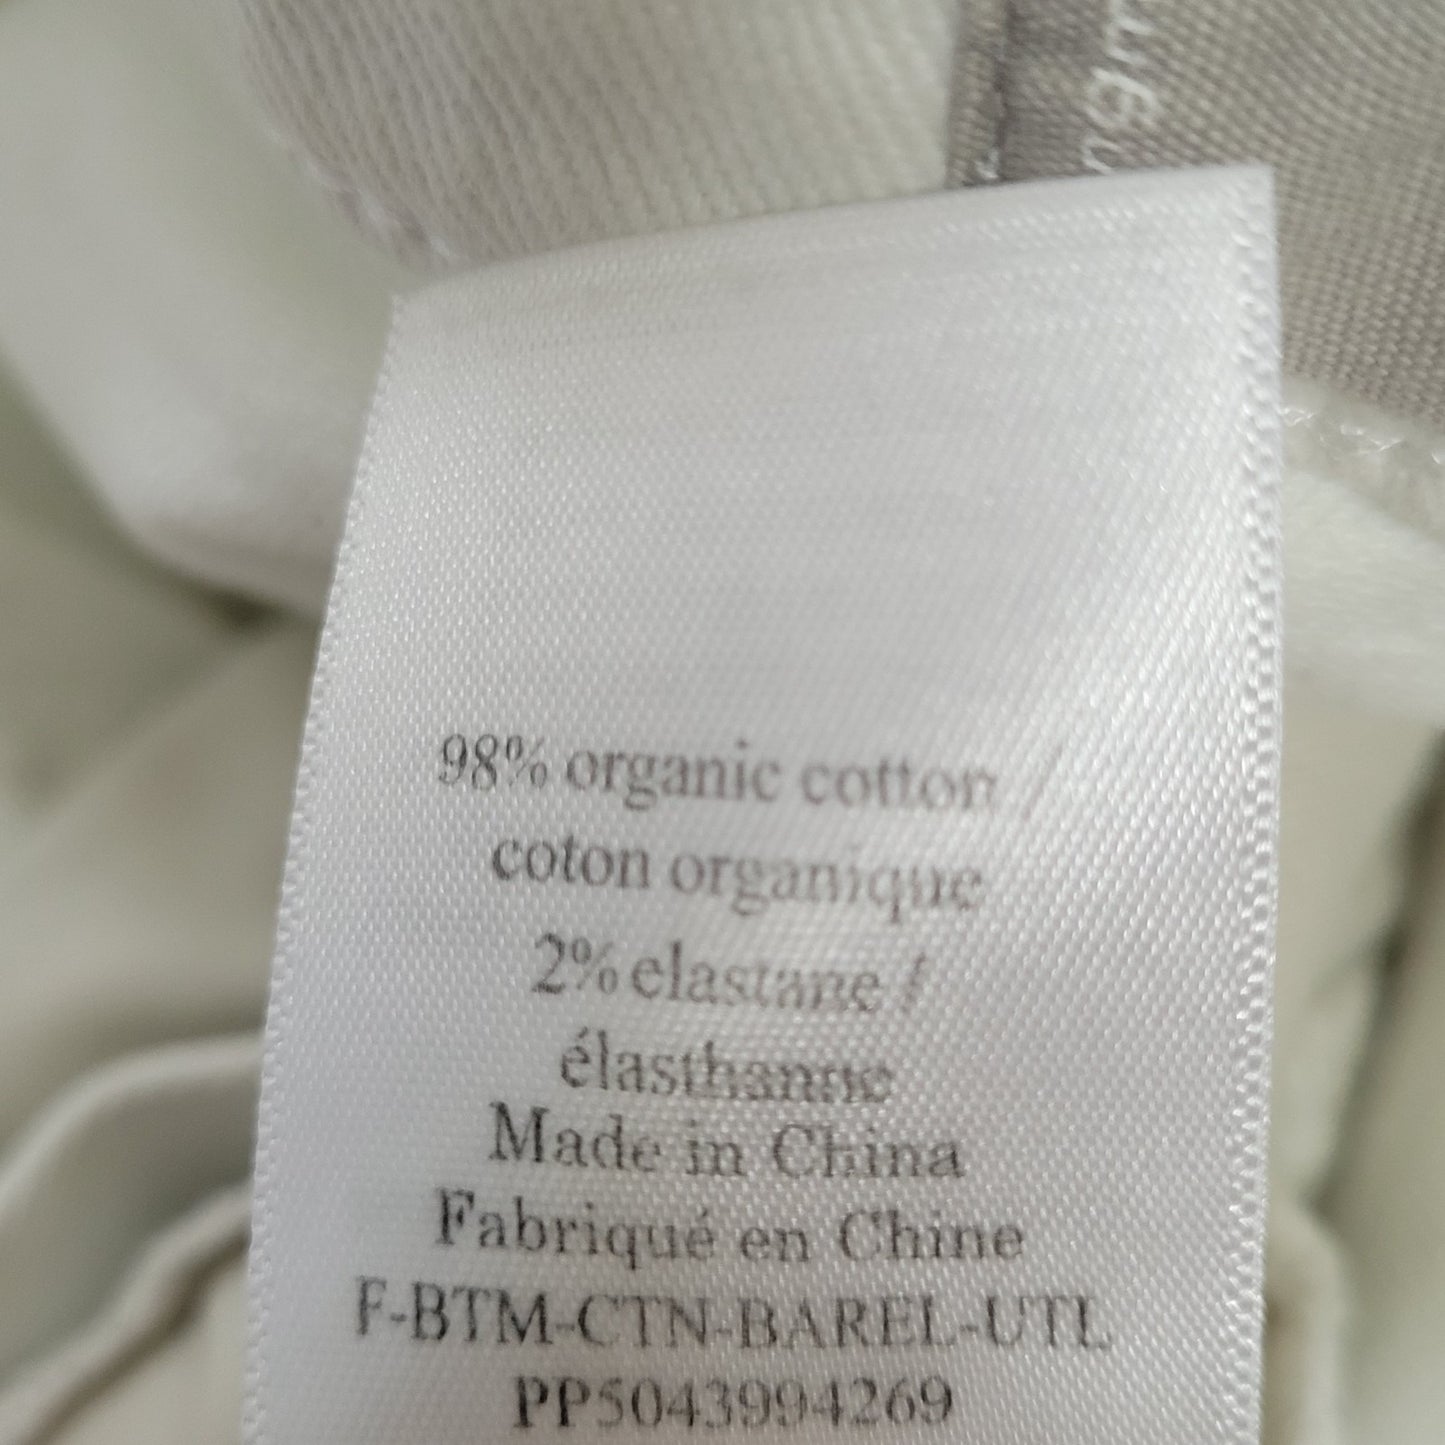 98% organic cotton /
coton organique
2% elastane /
élasthanne
Made in China
Fabriqué en Chine
F-BTM-CTN-BAREL-UTL
PP5043994269